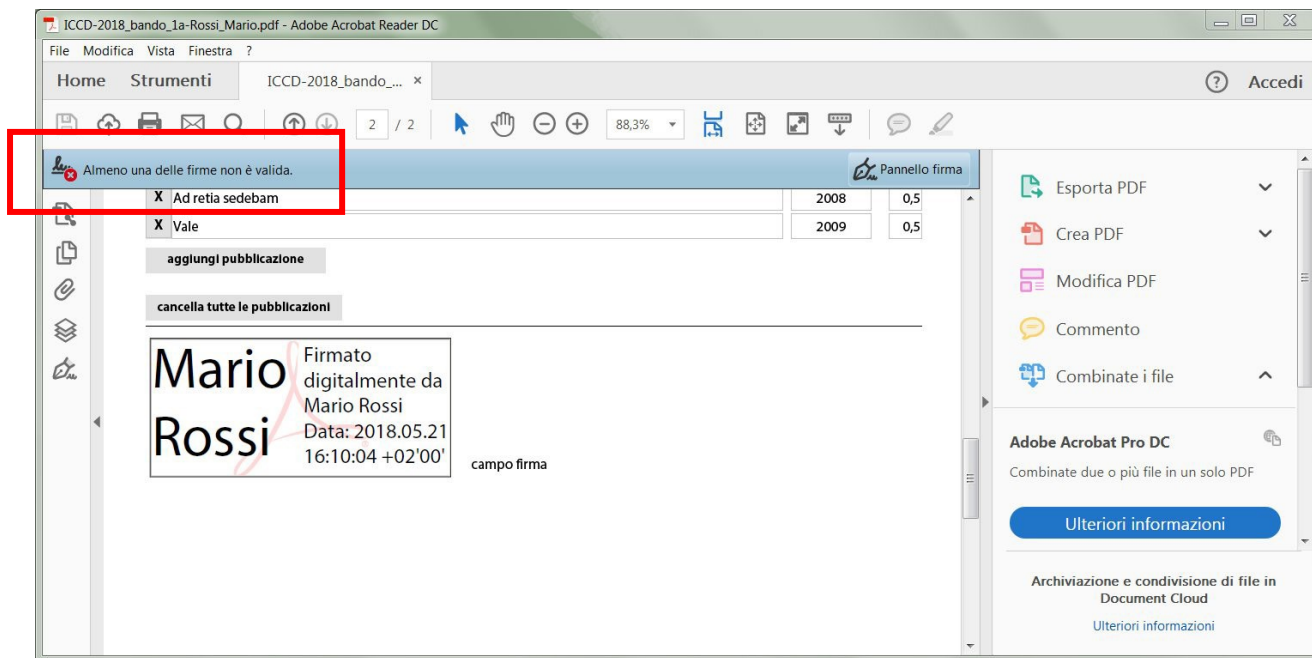 ICCD-2018_bando_1a-Rossi_Mario.pdf - Adobe Acrobat Reader DC
File Modifica Vista Finestra ?
Home Strumenti ICCD-2018_bando_... × ? Accedi
2 / 2 88,3%
Almeno una delle firme non è valida. Pannello firma
X Ad retia sedebam 2008 0,5
X Vale 2009 0,5
aggiungi pubblicazione
cancella tutte le pubblicazioni
Mario
Rossi
Firmato
digitalmente da
Mario Rossi
Data: 2018.05.21
16:10:04 +02'00'
campo firma
Esporta PDF
Crea PDF
Modifica PDF
Commento
Combinate i file
Adobe Acrobat Pro DC
Combinate due o più file in un solo PDF
Ulteriori informazioni
Archiviazione e condivisione di file in
Document Cloud
Ulteriori informazioni